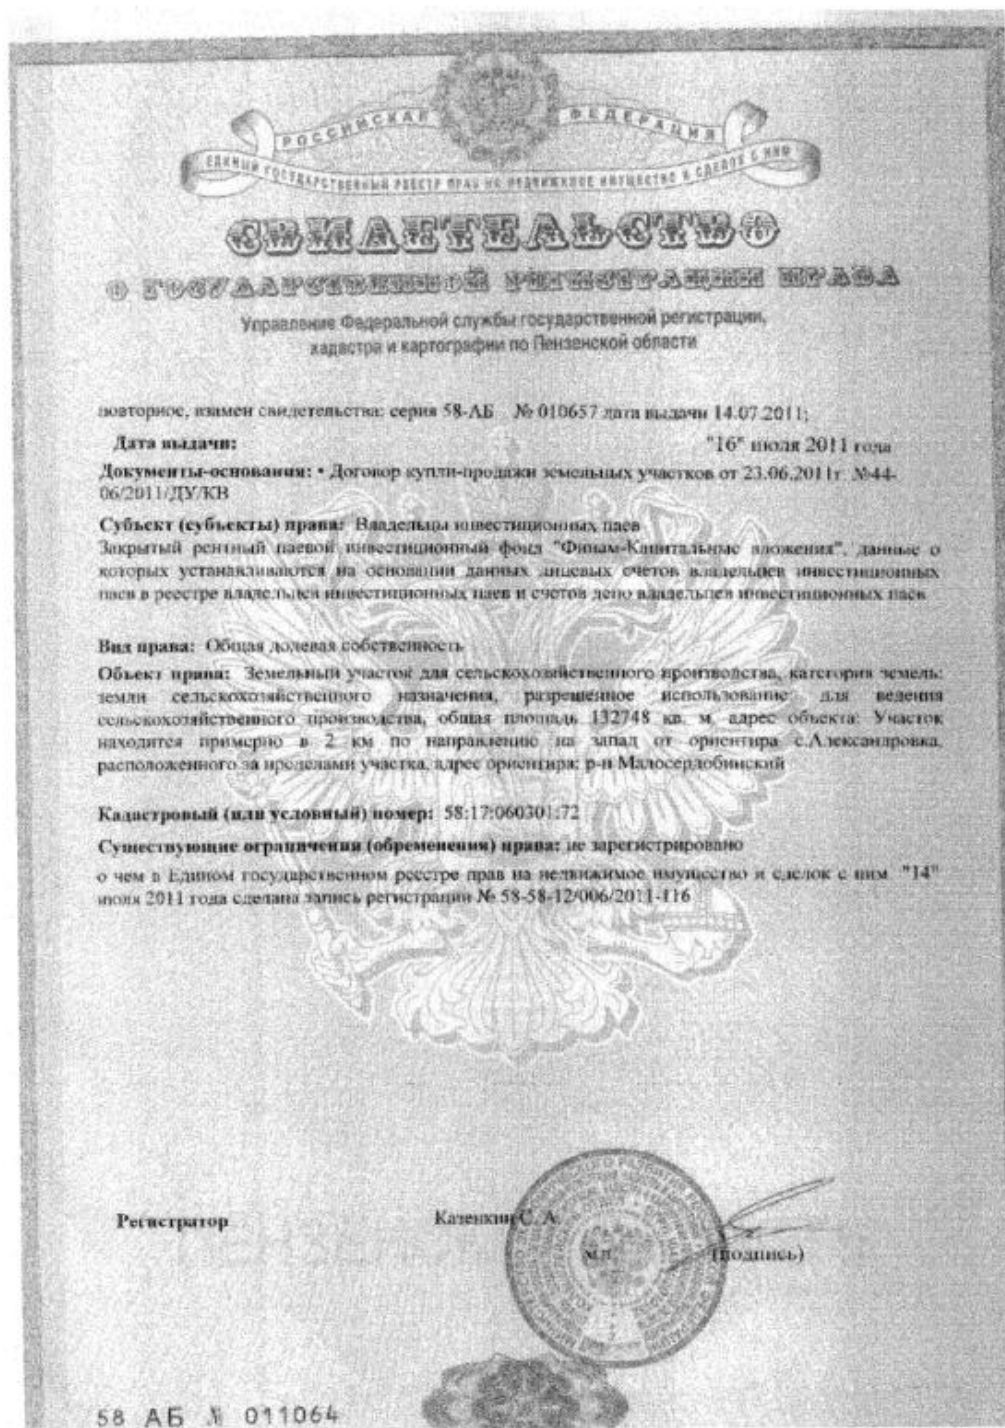 РОССИЙСКАЯ ФЕДЕРАЦИЯ
ЕДИНЫЙ ГОСУДАРСТВЕННЫЙ РЕЕСТР ПРАВ НА НЕДВИЖИМОЕ ИМУЩЕСТВО И СДЕЛОК С НИМ
СВИДЕТЕЛЬСТВО
О ГОСУДАРСТВЕННОЙ РЕГИСТРАЦИИ ПРАВА
Управление Федеральной службы государственной регистрации,
кадастра и картографии по Пензенской области
повторное, взамен свидетельства: серия 58-АБ № 010657 дата выдачи 14.07.2011;
Дата выдачи: "16" июля 2011 года
Документы-основания: • Договор купли-продажи земельных участков от 23.06.2011г. №44-
06/2011/ДУ/КВ
Субъект (субъекты) права: Владельцы инвестиционных паев
Закрытый рентный паевой инвестиционный фонд "Финам-Капитальные вложения", данные о
которых устанавливаются на основании данных лицевых счетов владельцев инвестиционных
паев в реестре владельцев инвестиционных паев и счетов депо владельцев инвестиционных паев
Вид права: Общая долевая собственность
Объект права: Земельный участок для сельскохозяйственного производства, категория земель:
земли сельскохозяйственного назначения, разрешенное использование: для ведения
сельскохозяйственного производства, общая площадь 132748 кв. м, адрес объекта: Участок
находится примерно в 2 км по направлению на запад от ориентира с.Александровка,
расположенного за пределами участка, адрес ориентира: р-н Малосердобинский
Кадастровый (или условный) номер: 58:17:060301:72
Существующие ограничения (обременения) права: не зарегистрировано
о чем в Едином государственном реестре прав на недвижимое имущество и сделок с ним "14"
июля 2011 года сделана запись регистрации № 58-58-12/006/2011-116
Регистратор Казенкин С. А.
м.п. (подпись)
58 АБ № 011064